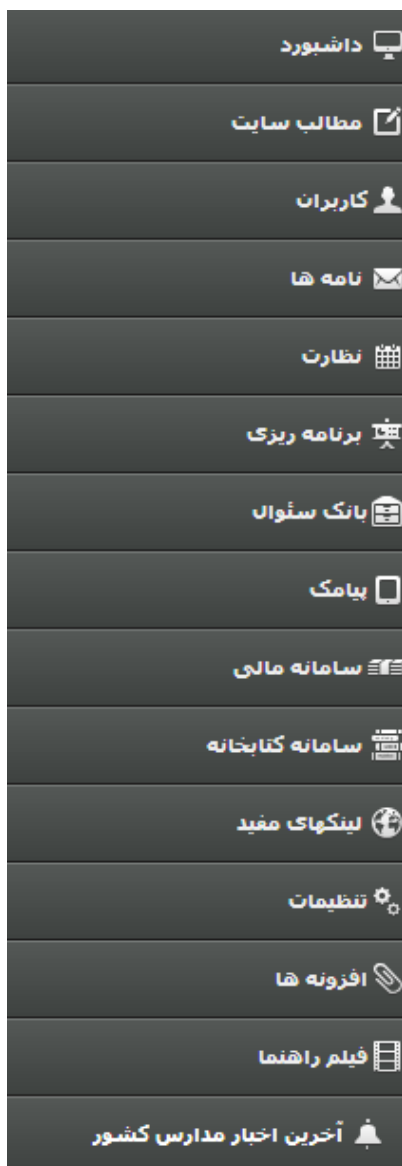 داشبورد
مطالب سایت
کاربران
نامه ها
نظارت
برنامه ریزی
بانک سئوال
پیامک
سامانه مالی
سامانه کتابخانه
لینکهای مفید
تنظیمات
افزونه ها
فیلم راهنما
آخرین اخبار مدارس کشور